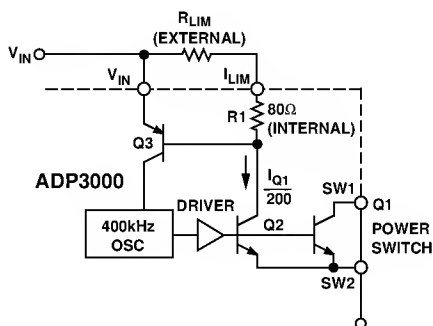 R_LIM
(EXTERNAL)
V_IN
V_IN
I_LIM
R1
80Ω
(INTERNAL)
Q3
I_Q1
200
ADP3000
SW1
Q1
DRIVER
Q2
400kHz
OSC
POWER
SWITCH
SW2